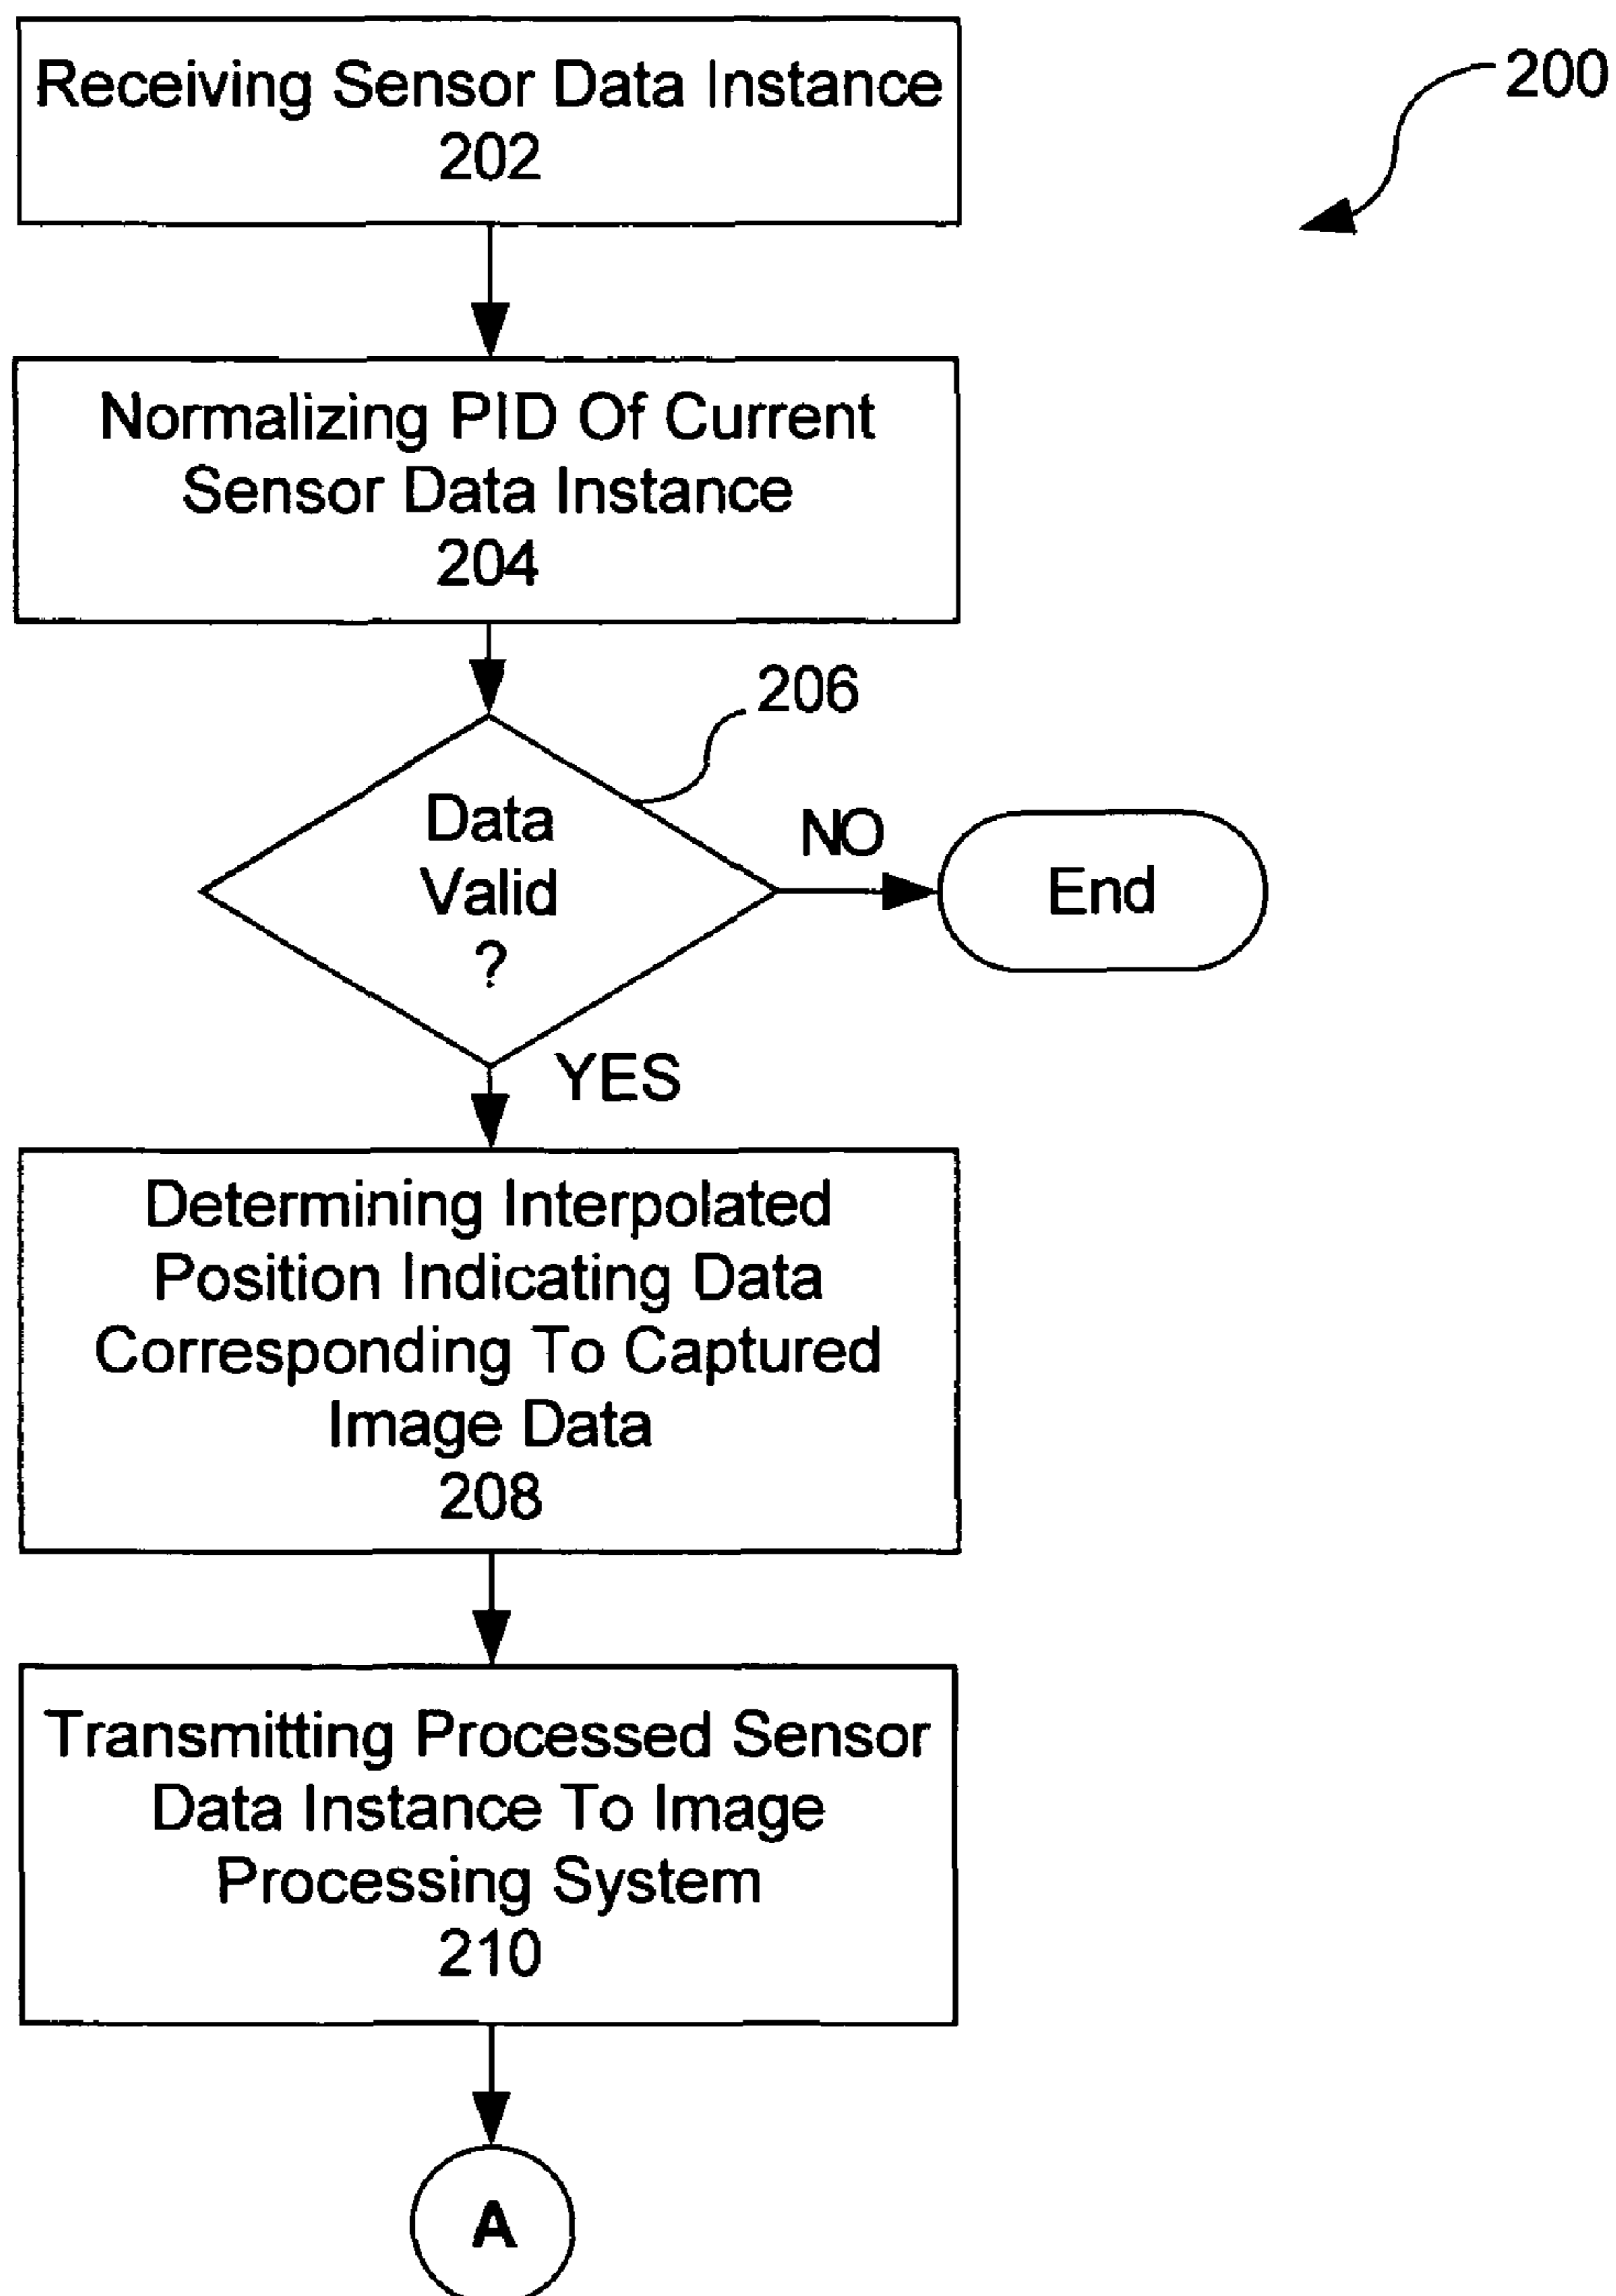 Receiving Sensor Data Instance
202
200
Normalizing PID Of Current
Sensor Data Instance
204
206
Data
Valid
?
NO
End
YES
Determining Interpolated
Position Indicating Data
Corresponding To Captured
Image Data
208
Transmitting Processed Sensor
Data Instance To Image
Processing System
210
A